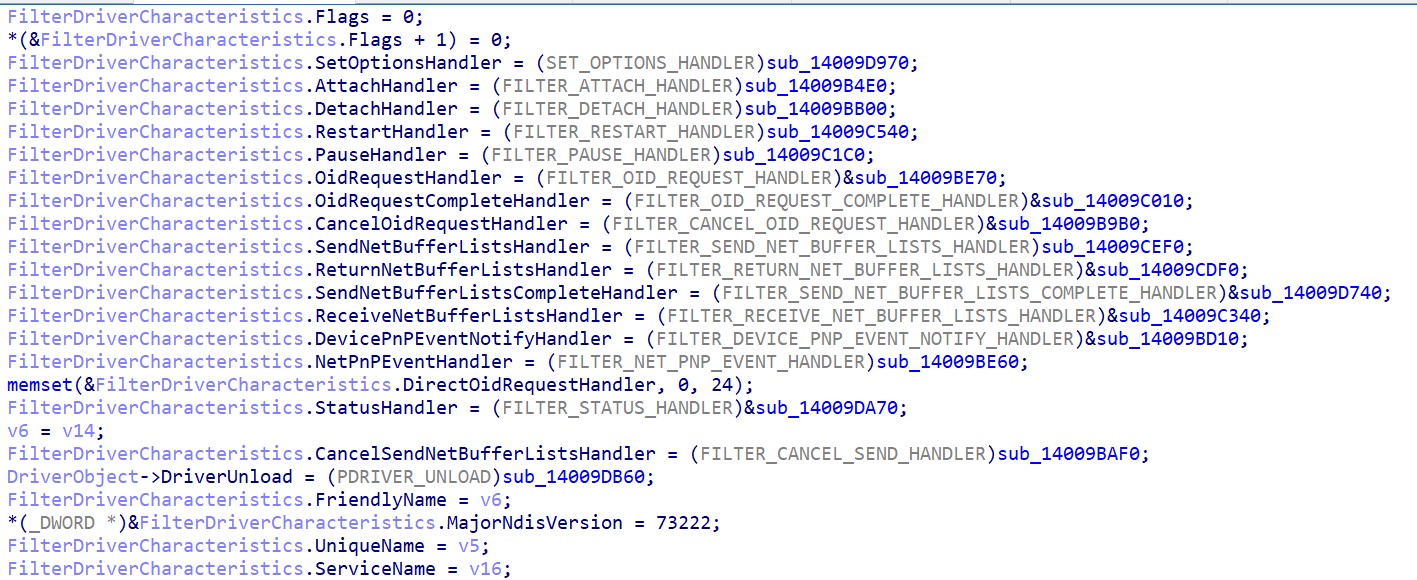 FilterDriverCharacteristics.Flags = 0;
*(&FilterDriverCharacteristics.Flags + 1) = 0;
FilterDriverCharacteristics.SetOptionsHandler = (SET_OPTIONS_HANDLER)sub_14009D970;
FilterDriverCharacteristics.AttachHandler = (FILTER_ATTACH_HANDLER)sub_14009B4E0;
FilterDriverCharacteristics.DetachHandler = (FILTER_DETACH_HANDLER)sub_14009BB00;
FilterDriverCharacteristics.RestartHandler = (FILTER_RESTART_HANDLER)sub_14009C540;
FilterDriverCharacteristics.PauseHandler = (FILTER_PAUSE_HANDLER)sub_14009C1C0;
FilterDriverCharacteristics.OidRequestHandler = (FILTER_OID_REQUEST_HANDLER)&sub_14009BE70;
FilterDriverCharacteristics.OidRequestCompleteHandler = (FILTER_OID_REQUEST_COMPLETE_HANDLER)&sub_14009C010;
FilterDriverCharacteristics.CancelOidRequestHandler = (FILTER_CANCEL_OID_REQUEST_HANDLER)&sub_14009B9B0;
FilterDriverCharacteristics.SendNetBufferListsHandler = (FILTER_SEND_NET_BUFFER_LISTS_HANDLER)sub_14009CEF0;
FilterDriverCharacteristics.ReturnNetBufferListsHandler = (FILTER_RETURN_NET_BUFFER_LISTS_HANDLER)&sub_14009CDF0;
FilterDriverCharacteristics.SendNetBufferListsCompleteHandler = (FILTER_SEND_NET_BUFFER_LISTS_COMPLETE_HANDLER)&sub_14009D740;
FilterDriverCharacteristics.ReceiveNetBufferListsHandler = (FILTER_RECEIVE_NET_BUFFER_LISTS_HANDLER)&sub_14009C340;
FilterDriverCharacteristics.DevicePnPEventNotifyHandler = (FILTER_DEVICE_PNP_EVENT_NOTIFY_HANDLER)&sub_14009BD10;
FilterDriverCharacteristics.NetPnPEventHandler = (FILTER_NET_PNP_EVENT_HANDLER)sub_14009BE60;
memset(&FilterDriverCharacteristics.DirectOidRequestHandler, 0, 24);
FilterDriverCharacteristics.StatusHandler = (FILTER_STATUS_HANDLER)&sub_14009DA70;
v6 = v14;
FilterDriverCharacteristics.CancelSendNetBufferListsHandler = (FILTER_CANCEL_SEND_HANDLER)sub_14009BAF0;
DriverObject->DriverUnload = (PDRIVER_UNLOAD)sub_14009DB60;
FilterDriverCharacteristics.FriendlyName = v6;
*(_DWORD *)&FilterDriverCharacteristics.MajorNdisVersion = 73222;
FilterDriverCharacteristics.UniqueName = v5;
FilterDriverCharacteristics.ServiceName = v16;